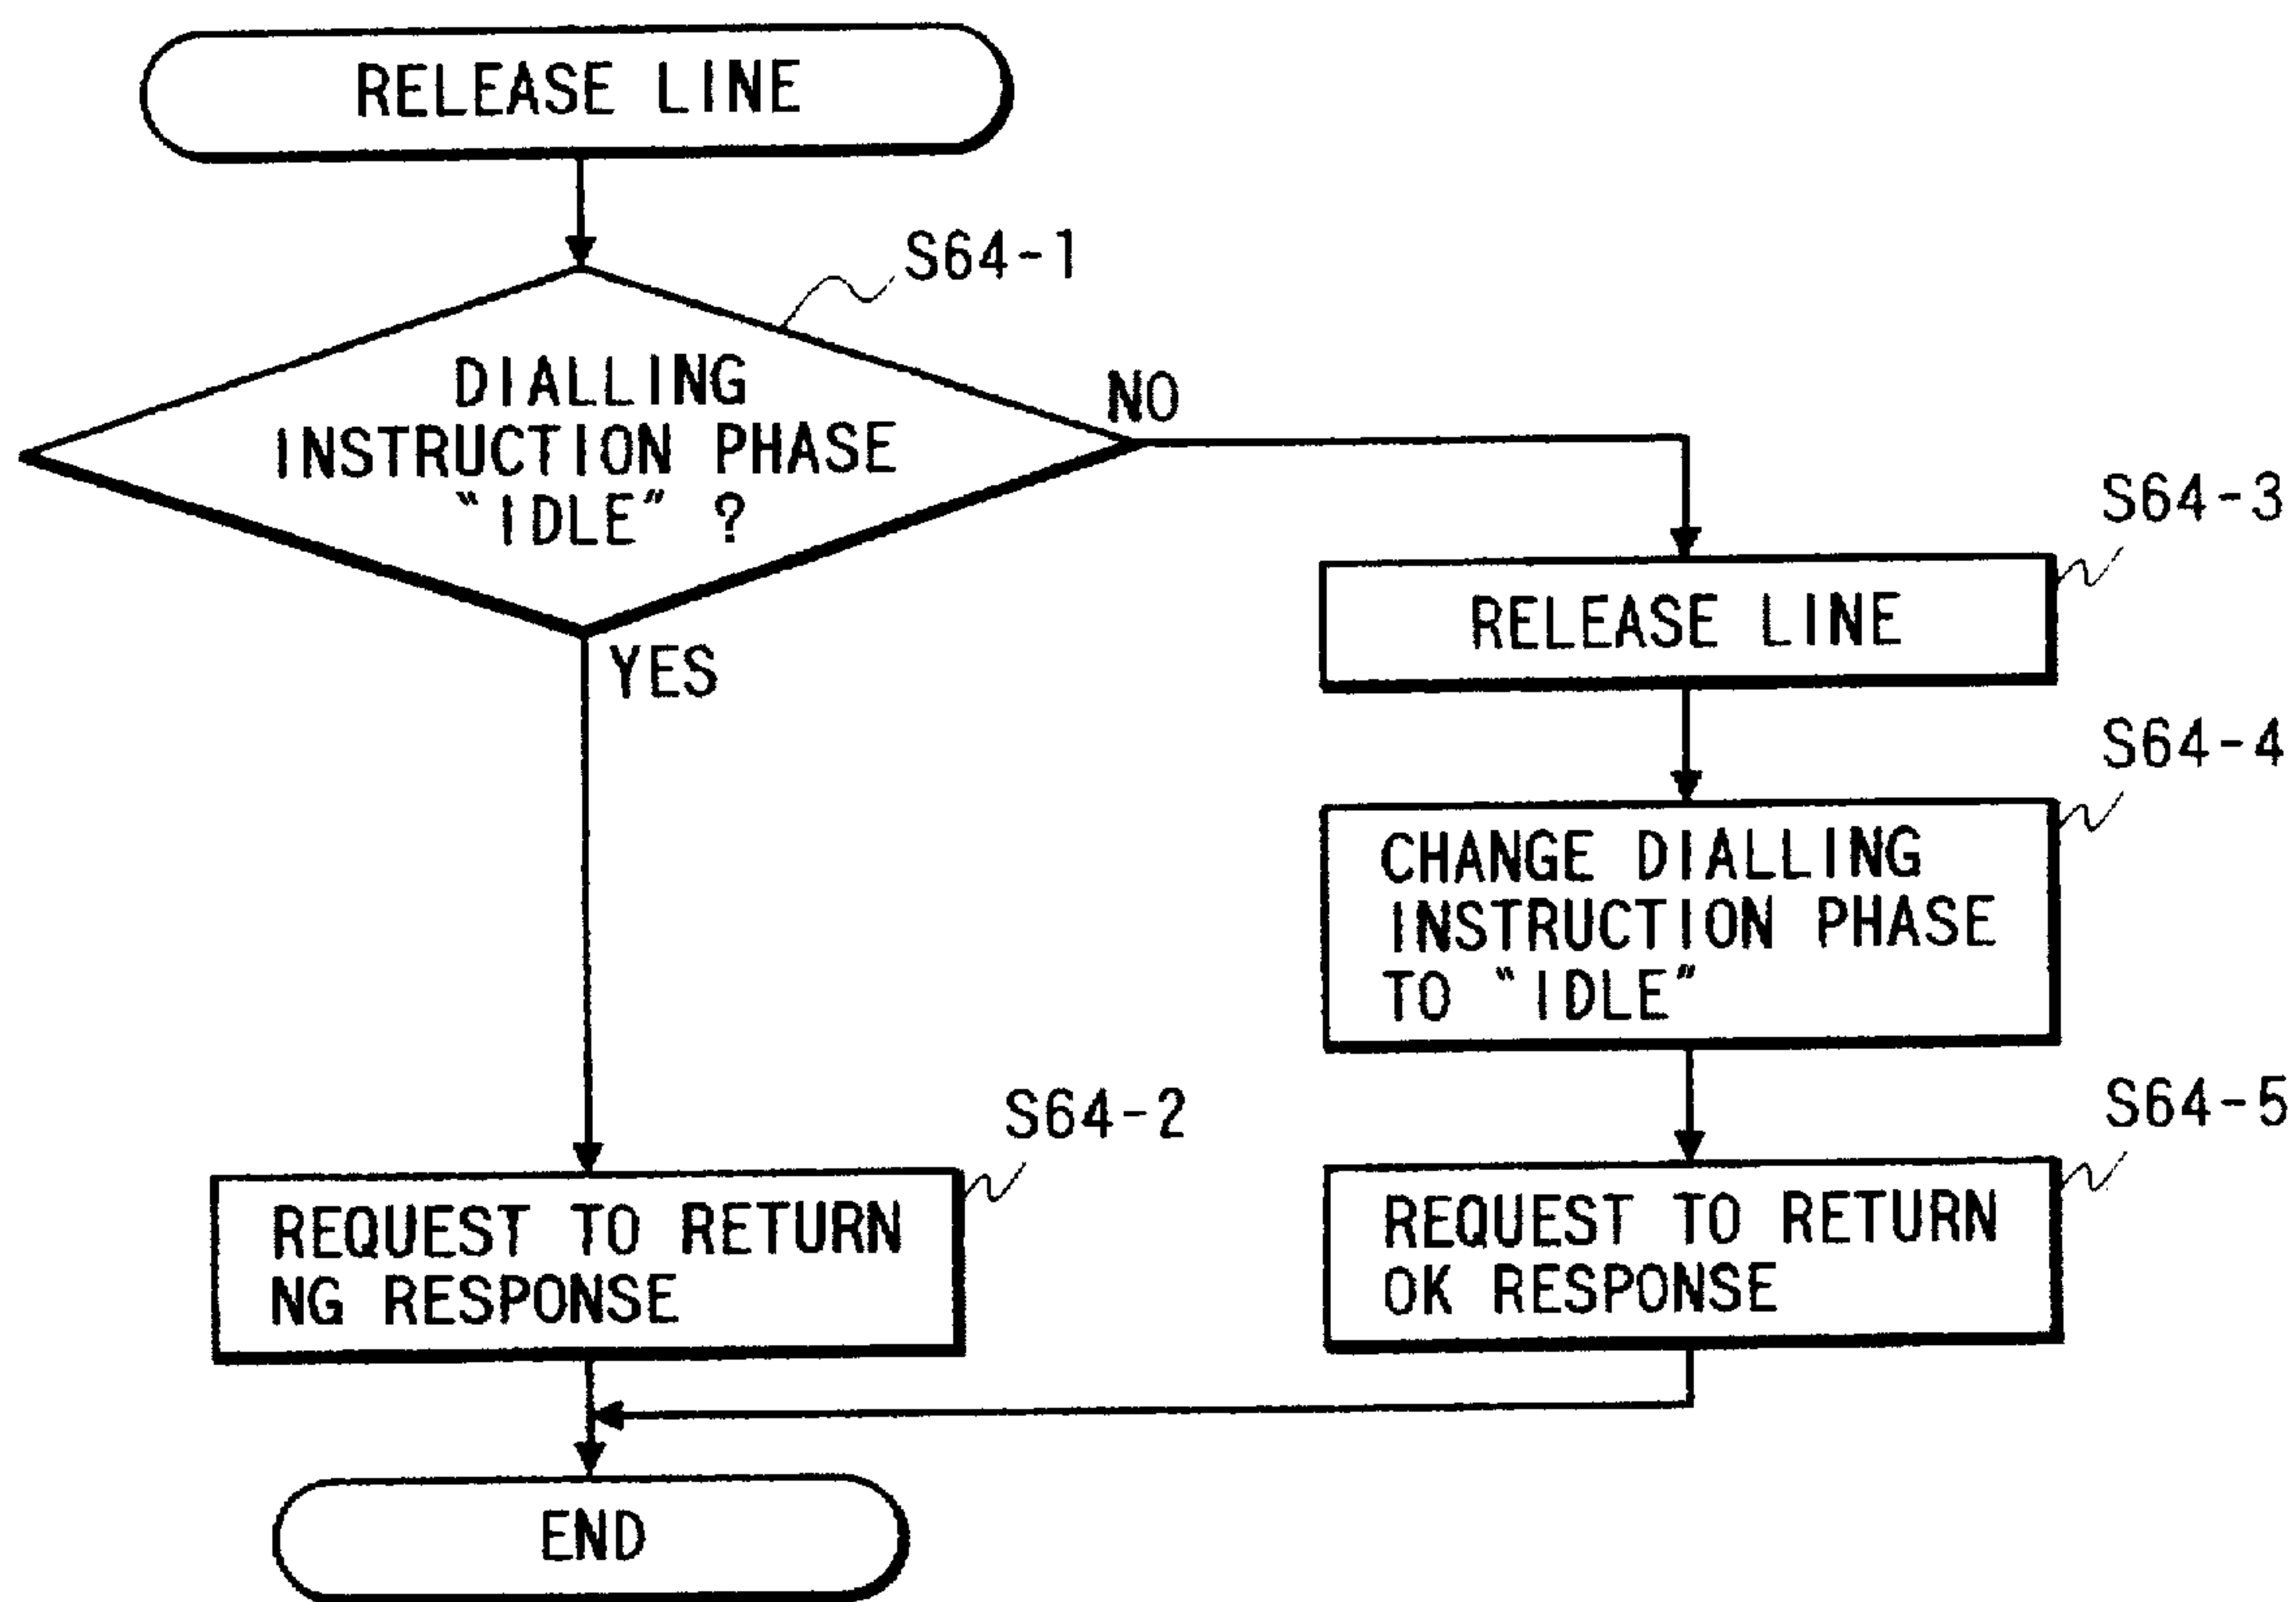 RELEASE LINE
S64-1
DIALLING
INSTRUCTION PHASE
“IDLE” ?
NO
YES
S64-3
RELEASE LINE
S64-4
CHANGE DIALLING
INSTRUCTION PHASE
TO “IDLE”
S64-2
REQUEST TO RETURN
NG RESPONSE
S64-5
REQUEST TO RETURN
OK RESPONSE
END